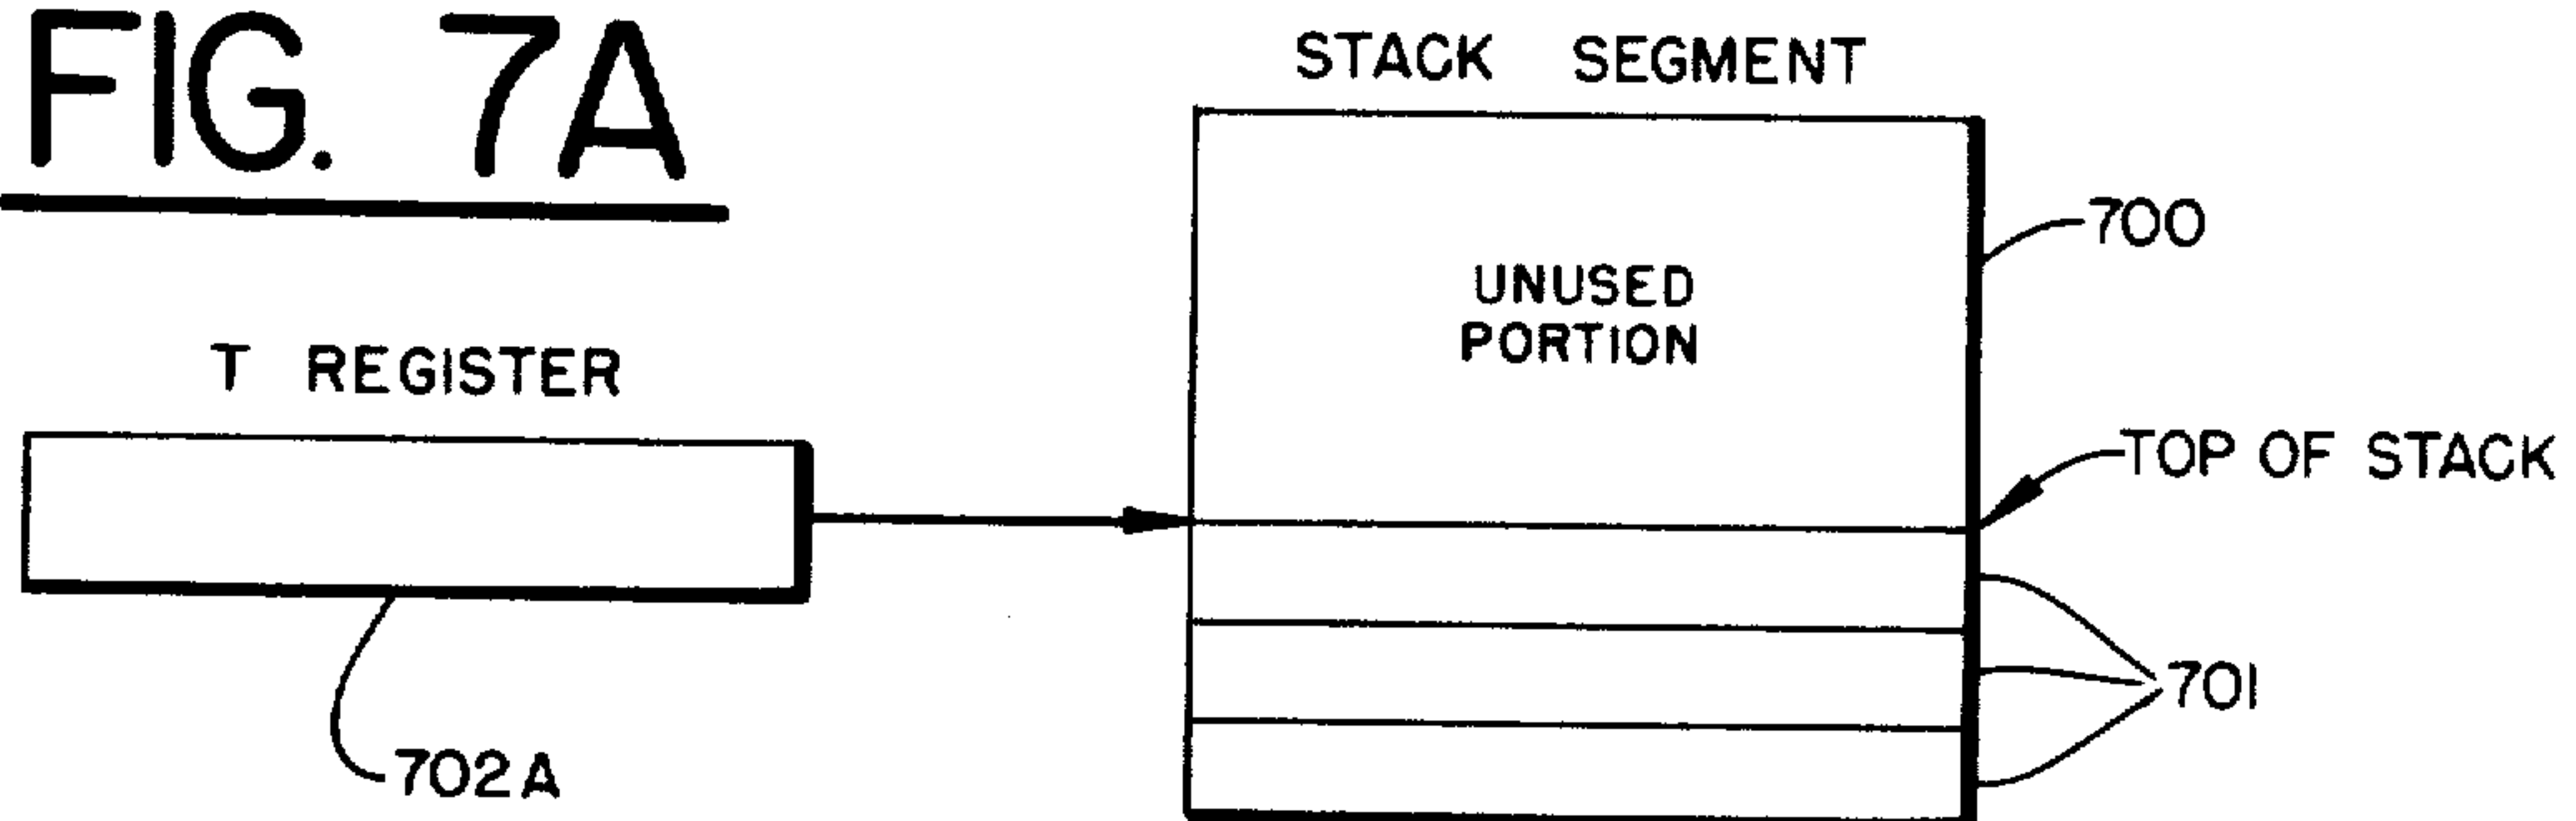 FIG. 7A
STACK SEGMENT
700
UNUSED
PORTION
T REGISTER
TOP OF STACK
701
702A